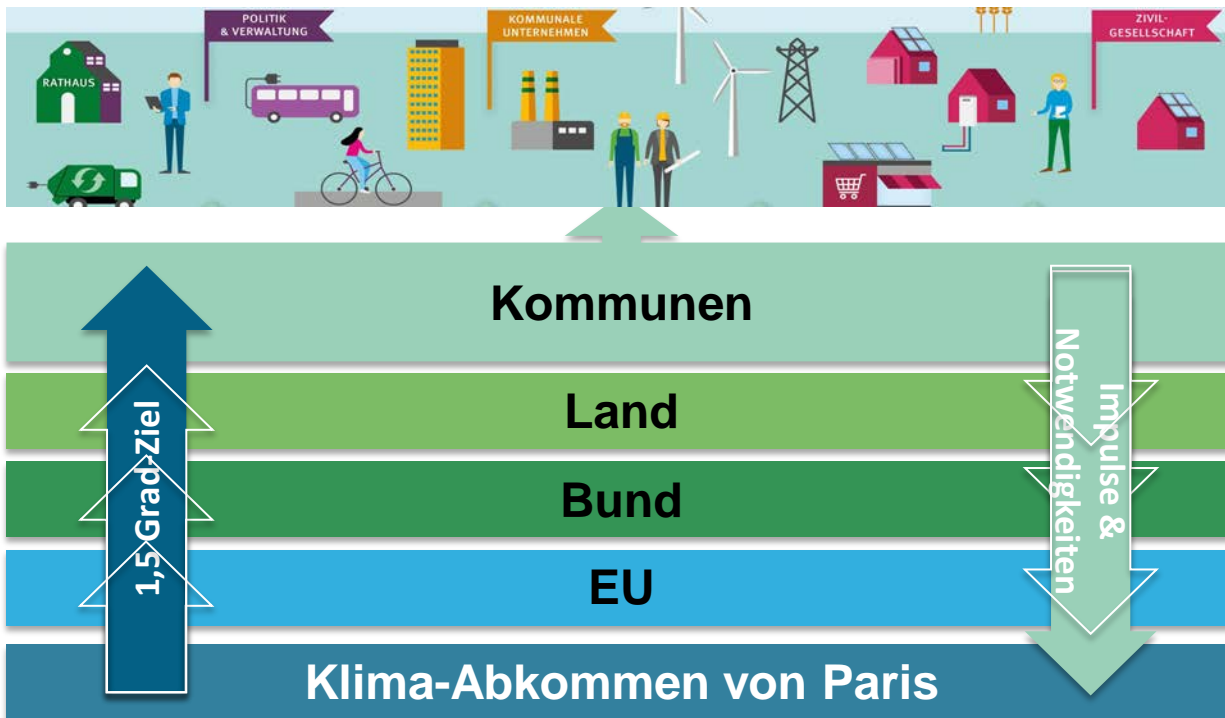 POLITIK
& VERWALTUNG
KOMMUNALE
UNTERNEHMEN
ZIVIL-
GESELLSCHAFT
RATHAUS
Kommunen
Land
Bund
EU
Klima-Abkommen von Paris
1,5 Grad-Ziel
Impulse &
Notwendigkeiten